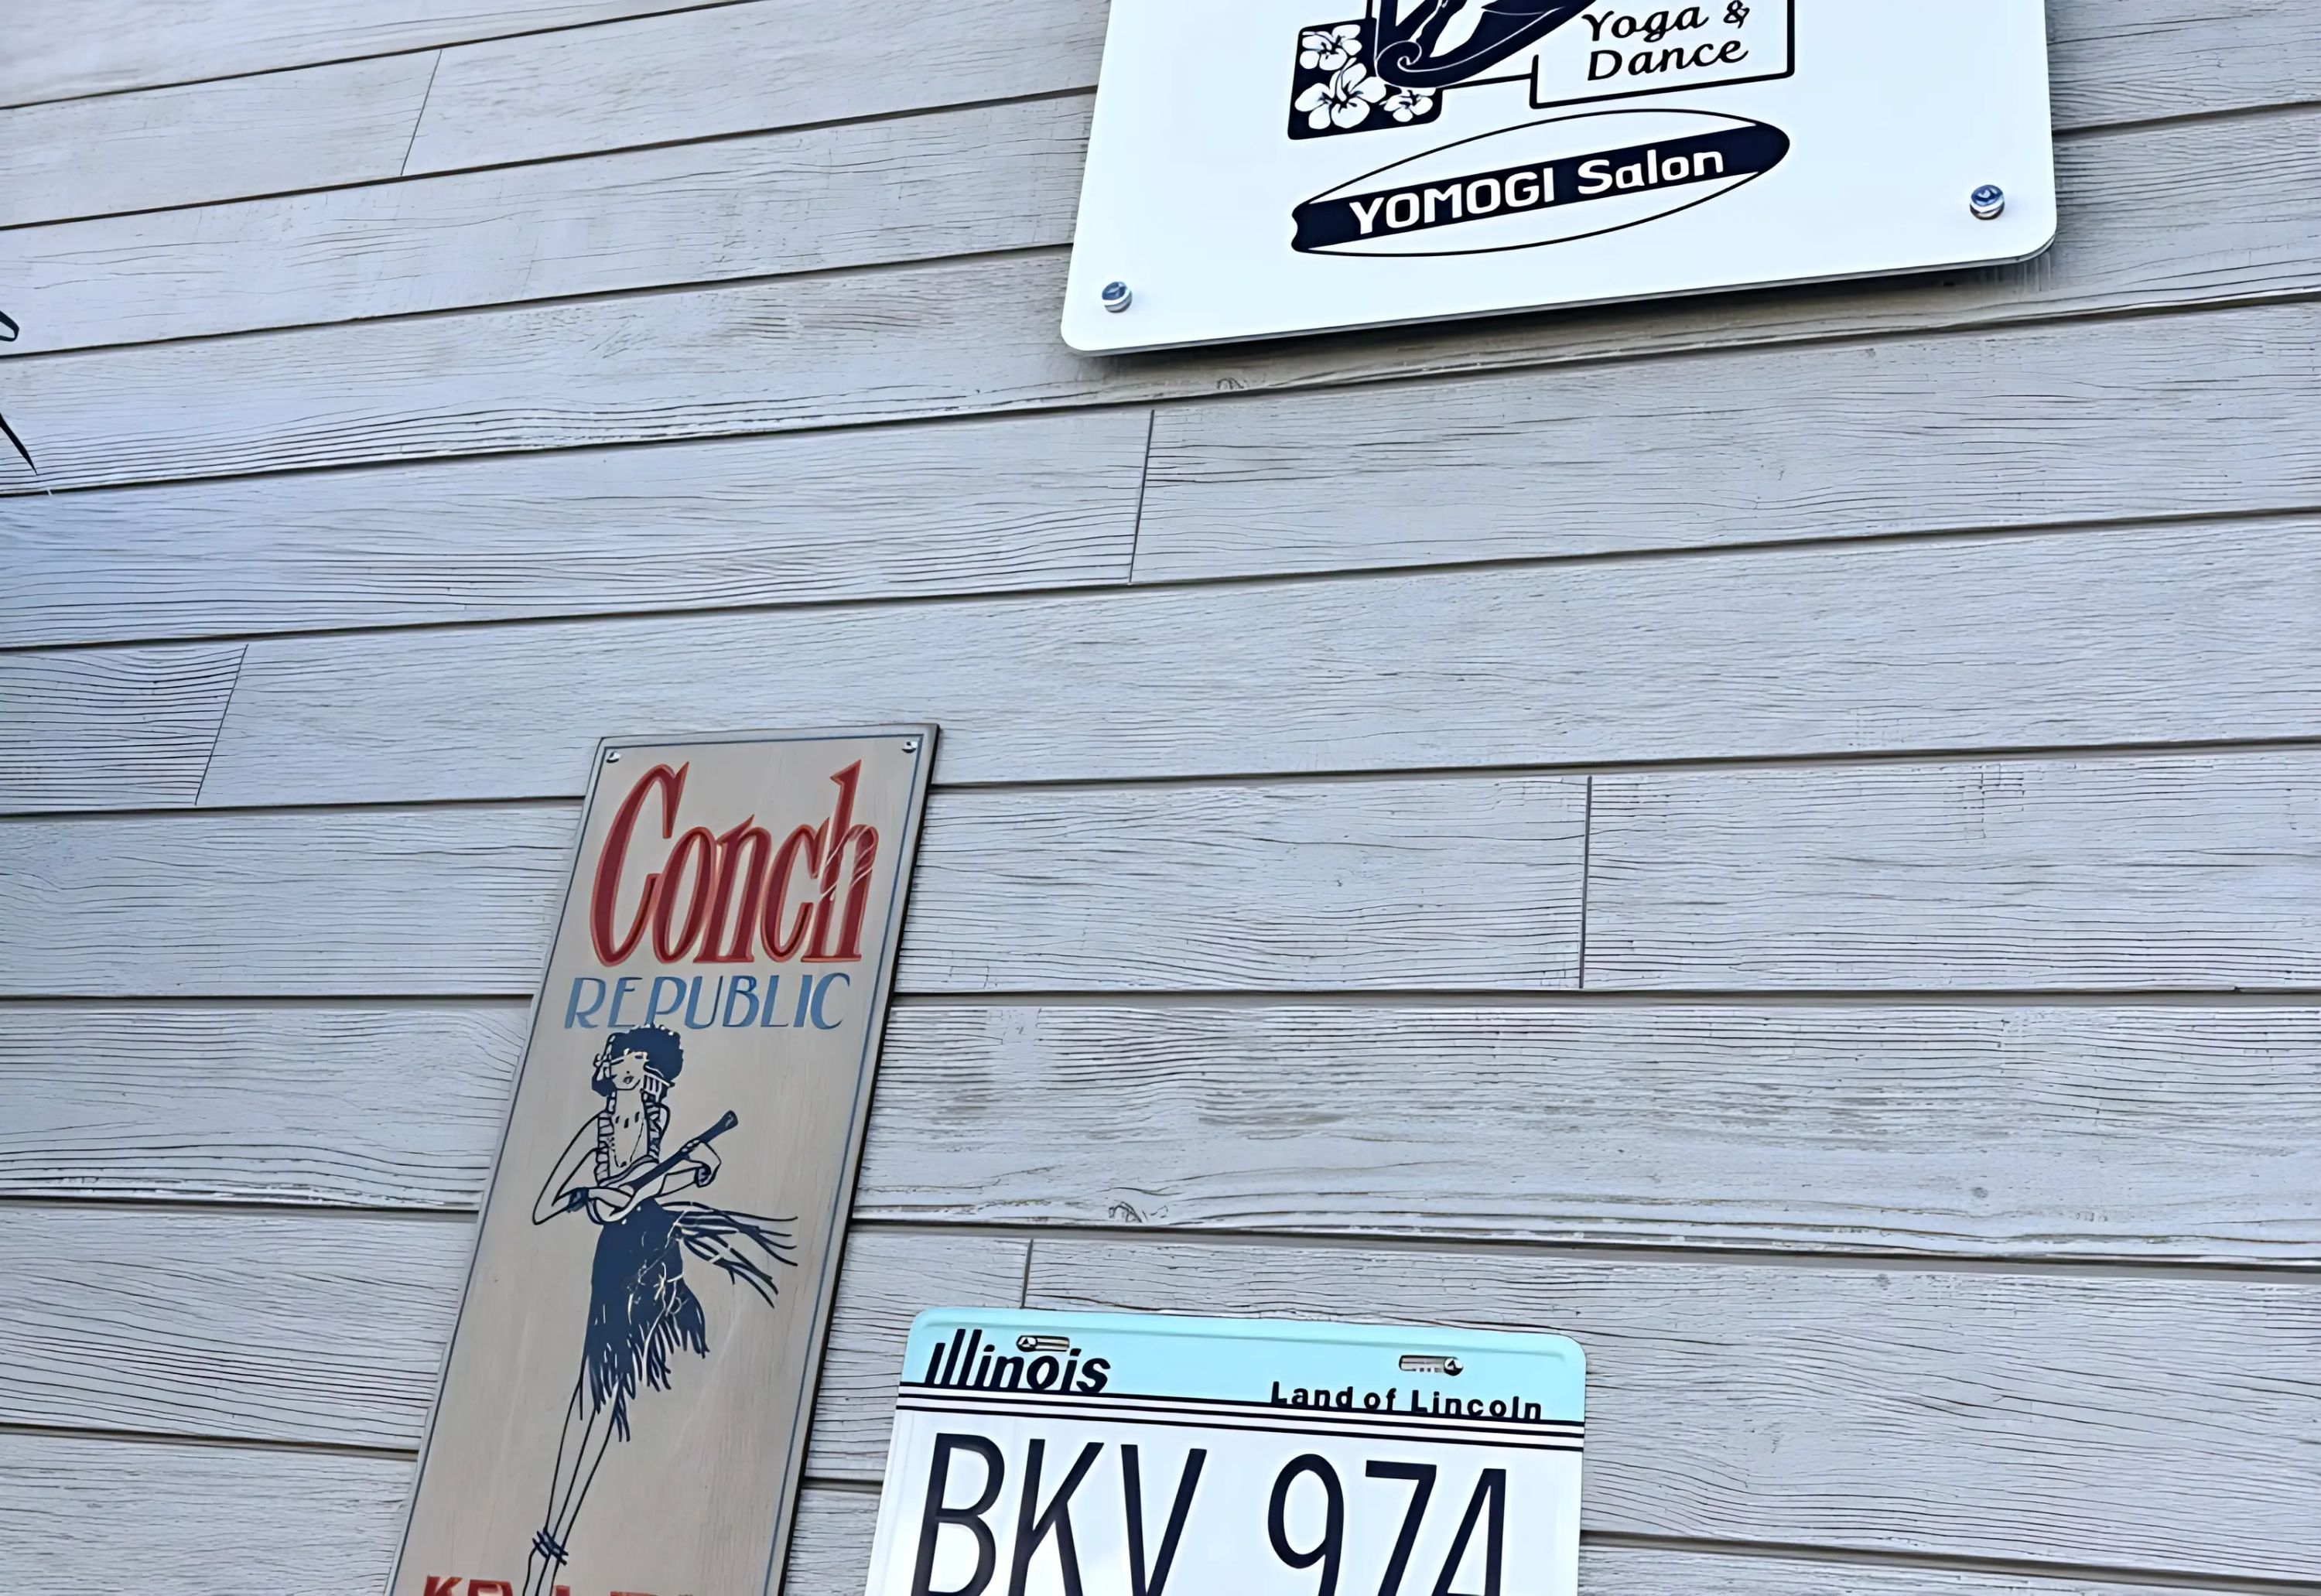 Yoga &
Dance
YOMOGI Salon
Conch
REPUBLIC
Illinois
Land of Lincoln
BKV 974